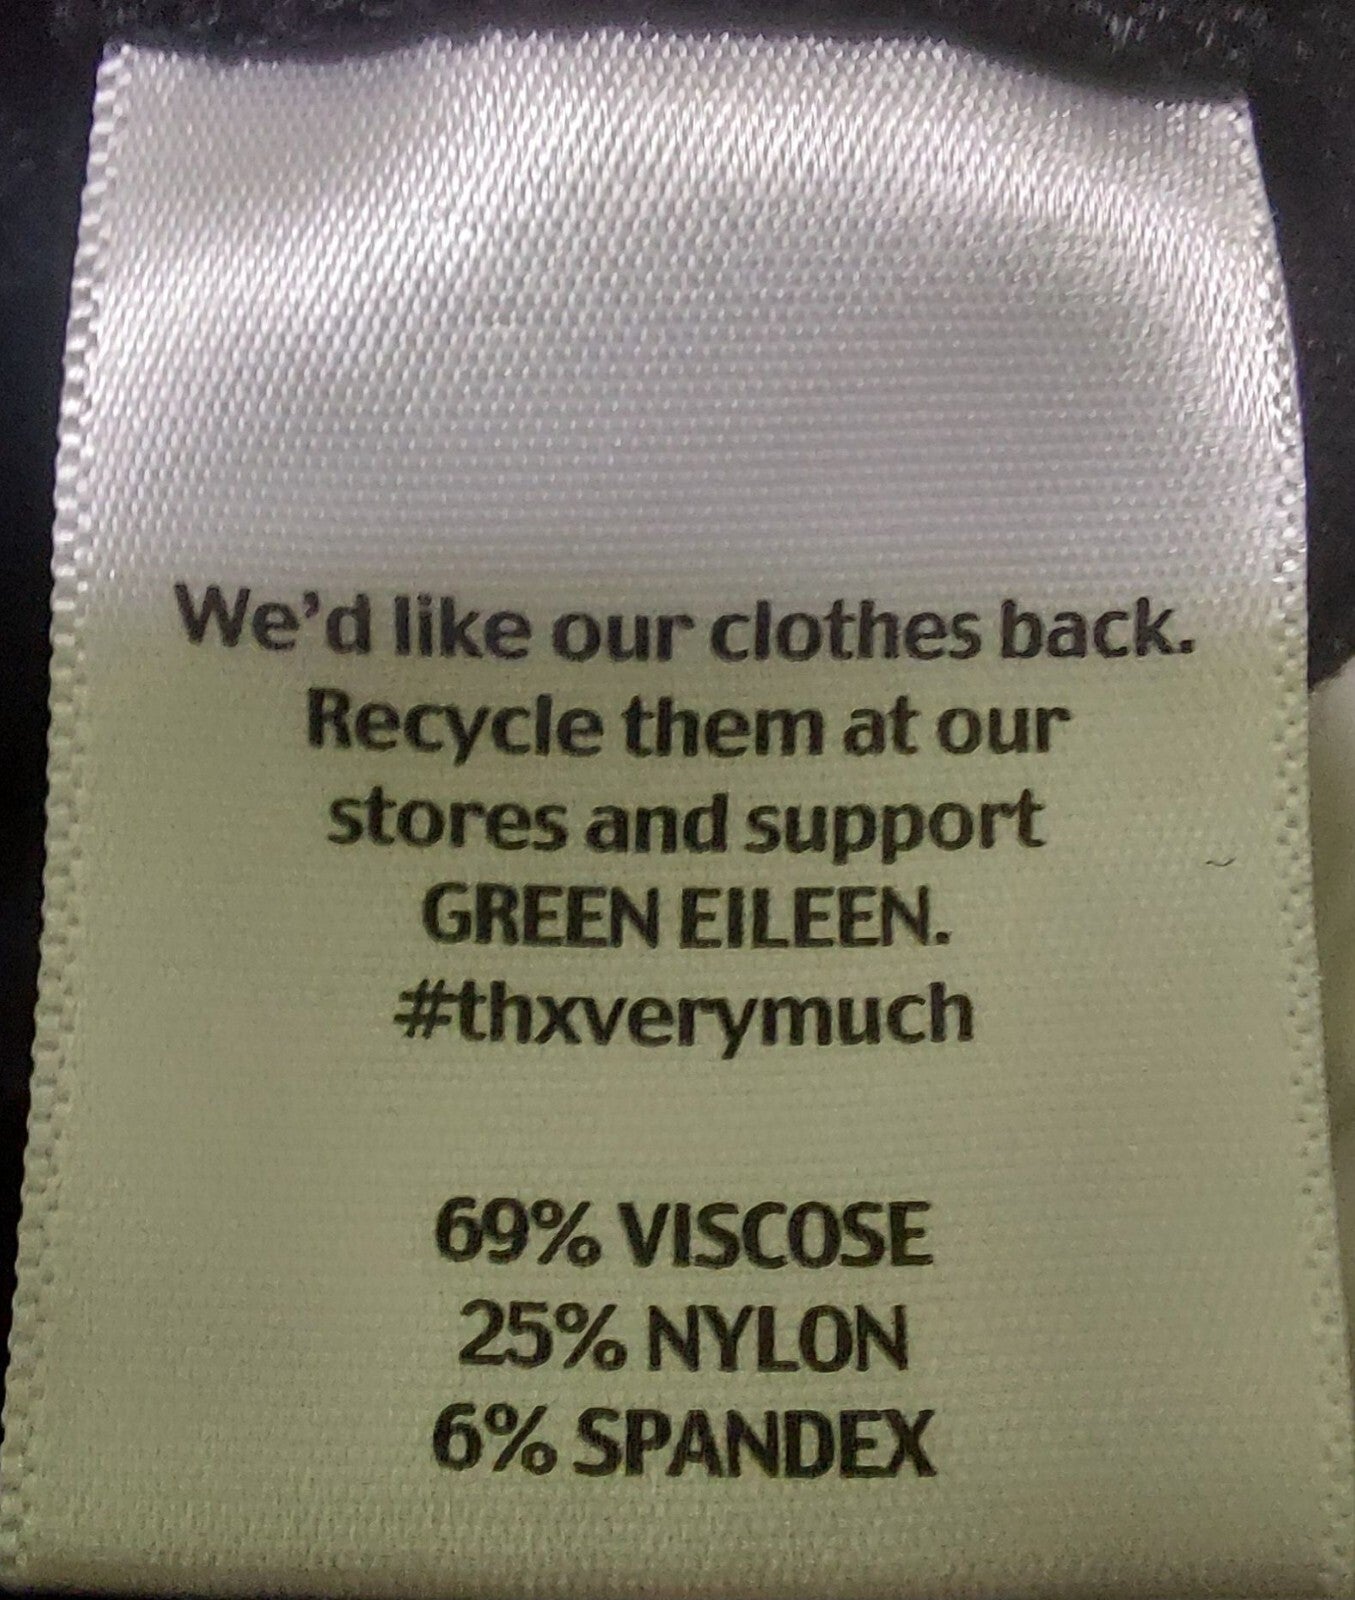 We'd like our clothes back.
Recycle them at our
stores and support
GREEN EILEEN.
#thxverymuch
69% VISCOSE
25% NYLON
6% SPANDEX